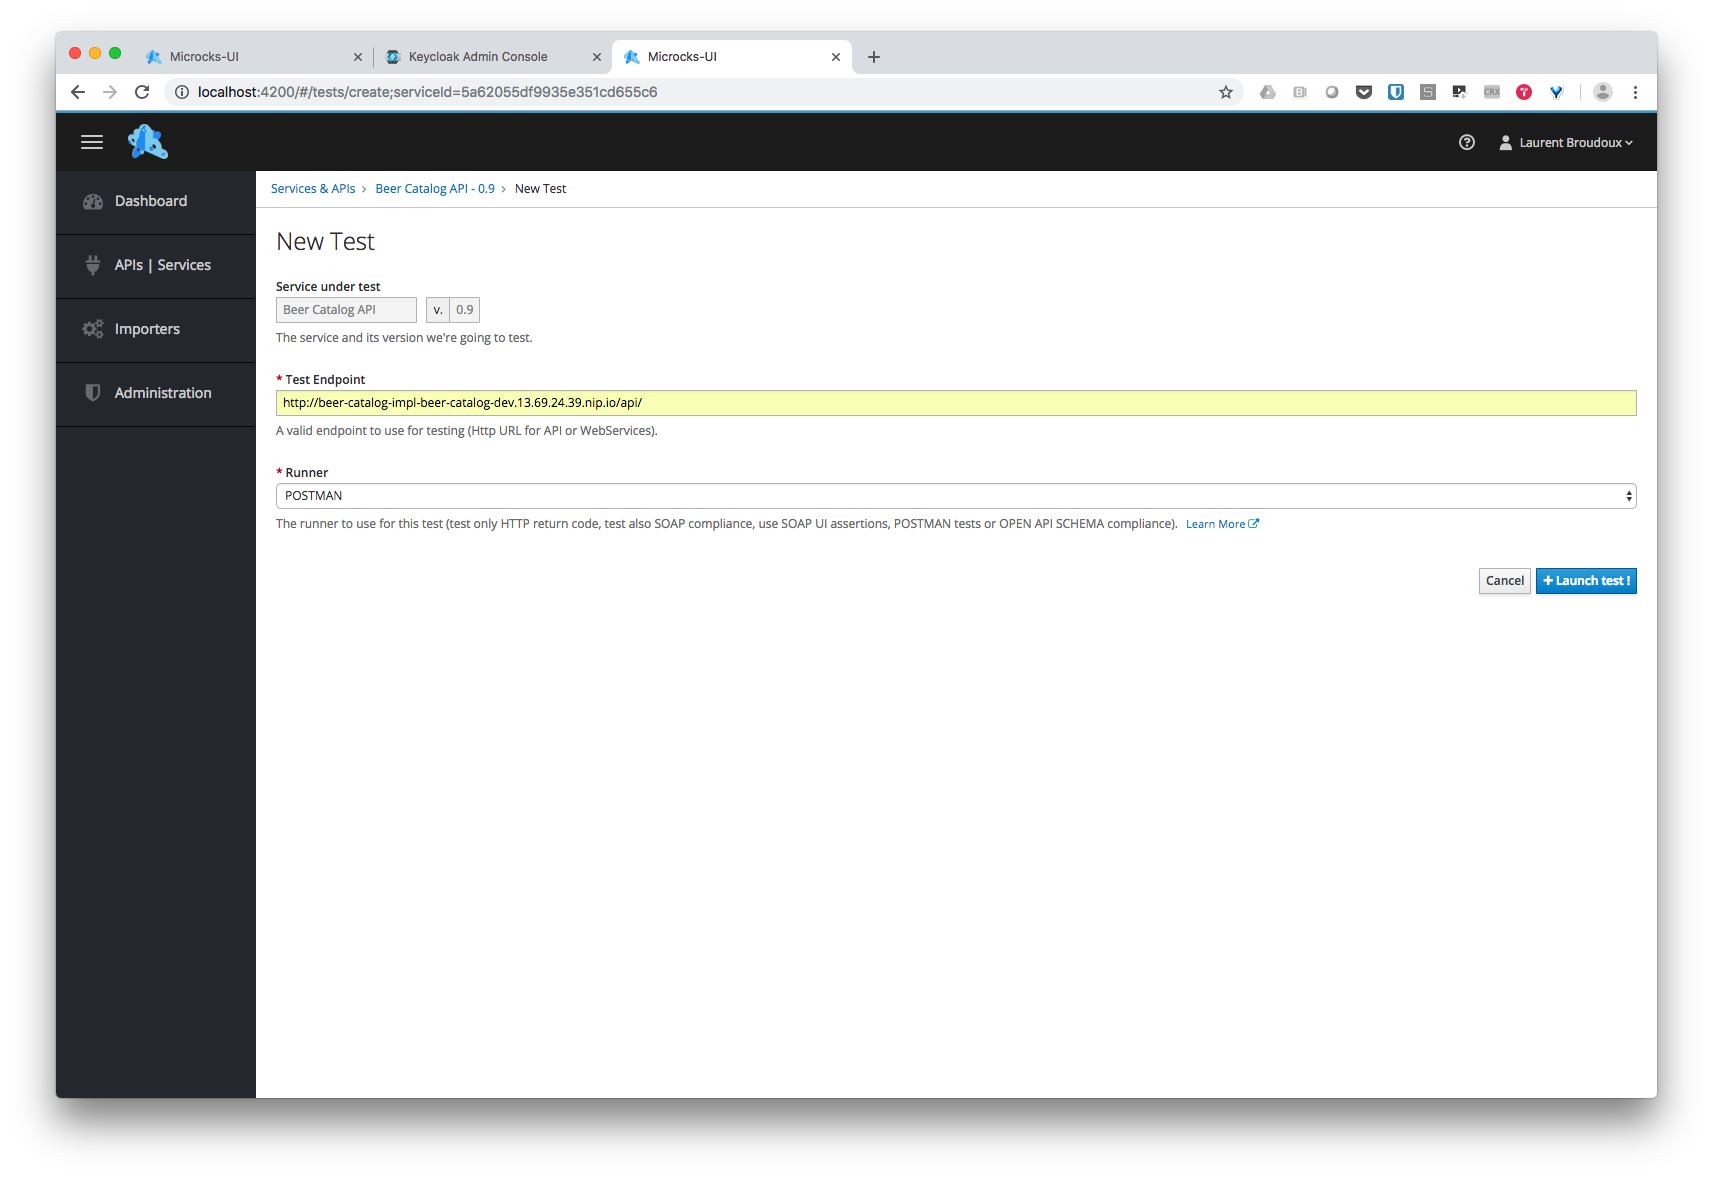 Microcks-UI
Keycloak Admin Console
Microcks-UI
localhost:4200/#/tests/create;serviceId=5a62055df9935e351cd655c6
CRX
Laurent Broudoux
Services & APIs > Beer Catalog API - 0.9 > New Test
Dashboard
APIs | Services
Importers
Administration
New Test
Service under test
Beer Catalog API v. 0.9
The service and its version we're going to test.
* Test Endpoint
http://beer-catalog-impl-beer-catalog-dev.13.69.24.39.nip.io/api/
A valid endpoint to use for testing (Http URL for API or WebServices).
* Runner
POSTMAN
The runner to use for this test (test only HTTP return code, test also SOAP compliance, use SOAP UI assertions, POSTMAN tests or OPEN API SCHEMA compliance). Learn More
Cancel + Launch test !